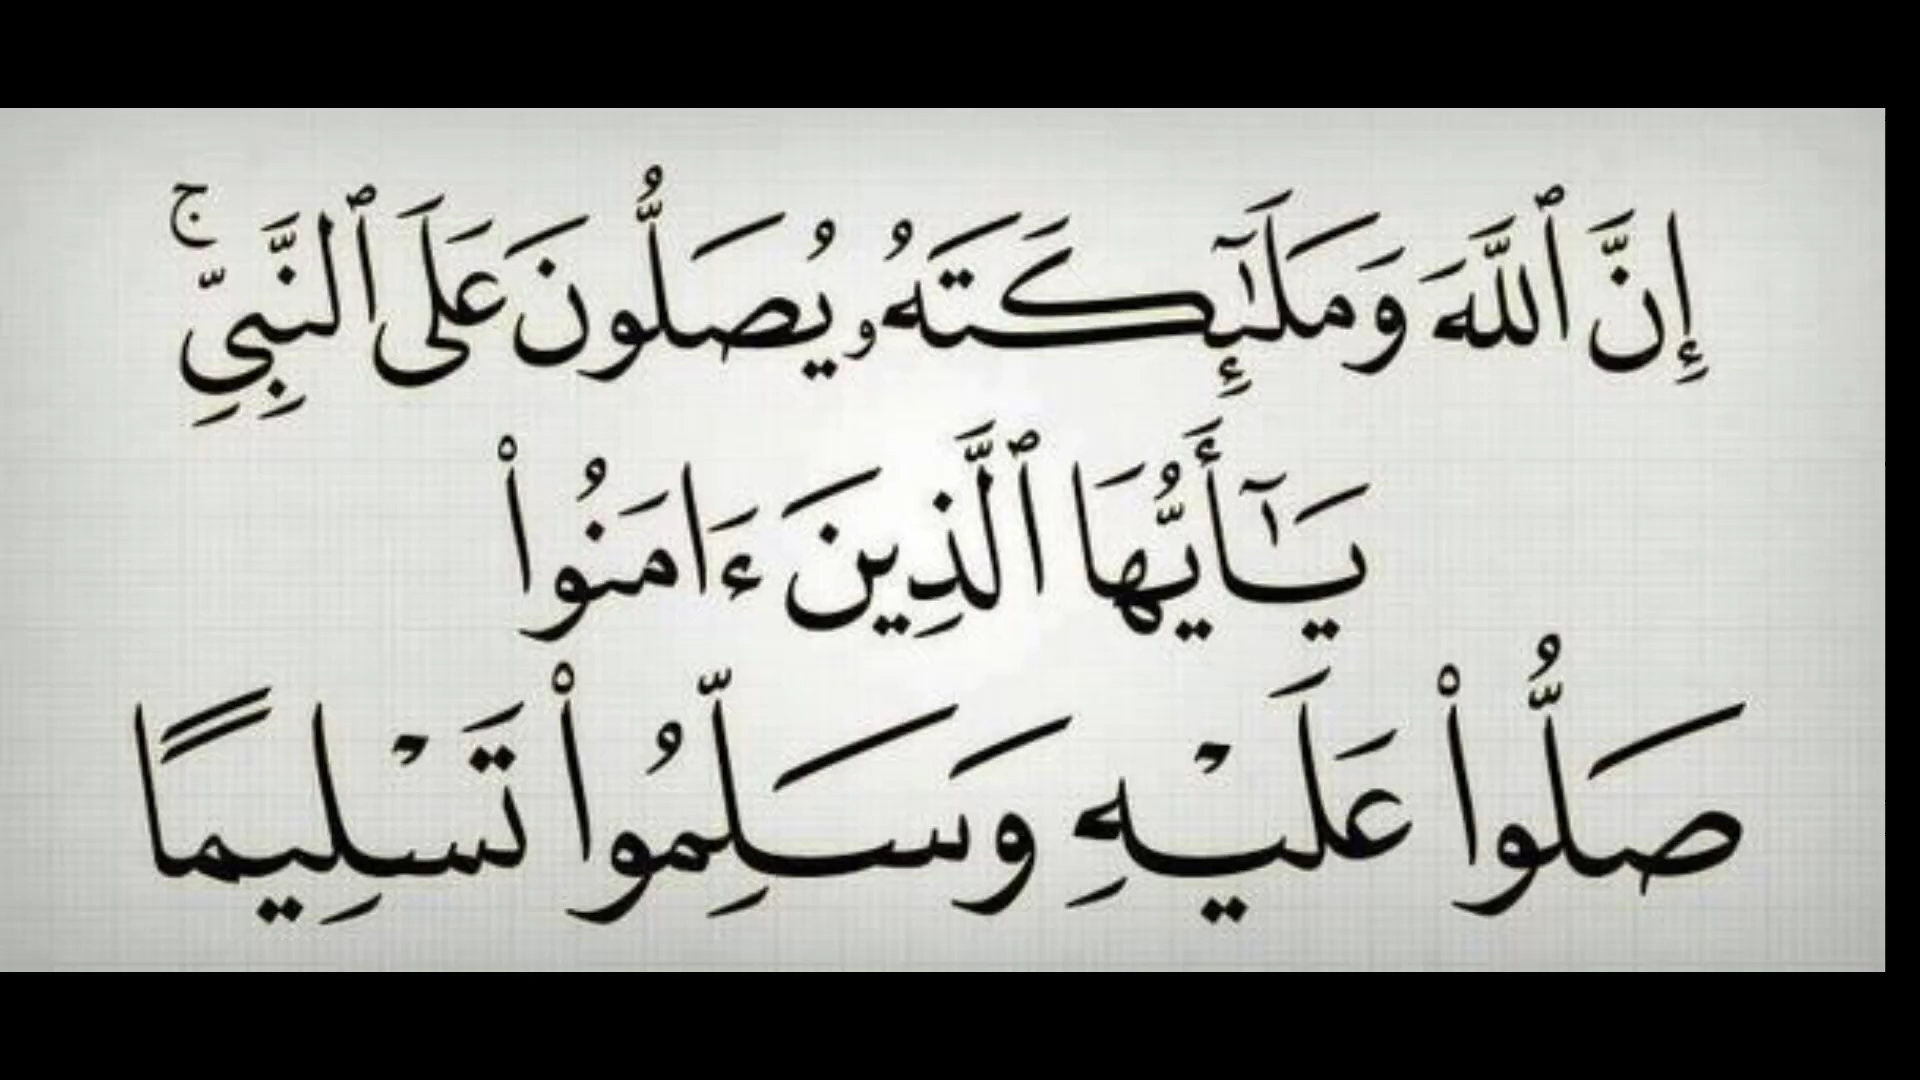 إِنَّ ٱللَّهَ وَمَلَـٰٓئِكَتَهُۥ يُصَلُّونَ عَلَى ٱلنَّبِىِّ ۚ
يَـٰٓأَيُّهَا ٱلَّذِينَ ءَامَنُوا۟
صَلُّوا۟ عَلَيْهِ وَسَلِّمُوا۟ تَسْلِيمًا